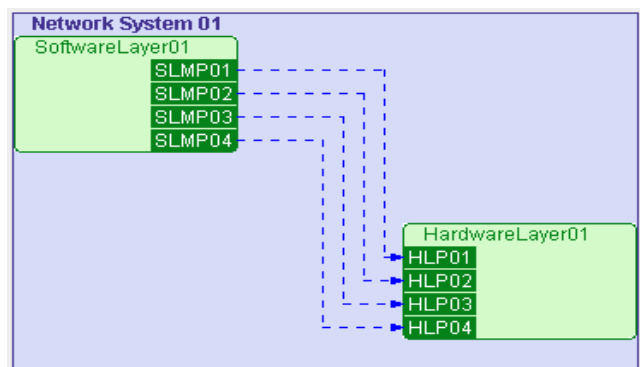 Network System 01
SoftwareLayer01
SLMP01
SLMP02
SLMP03
SLMP04
HardwareLayer01
HLP01
HLP02
HLP03
HLP04